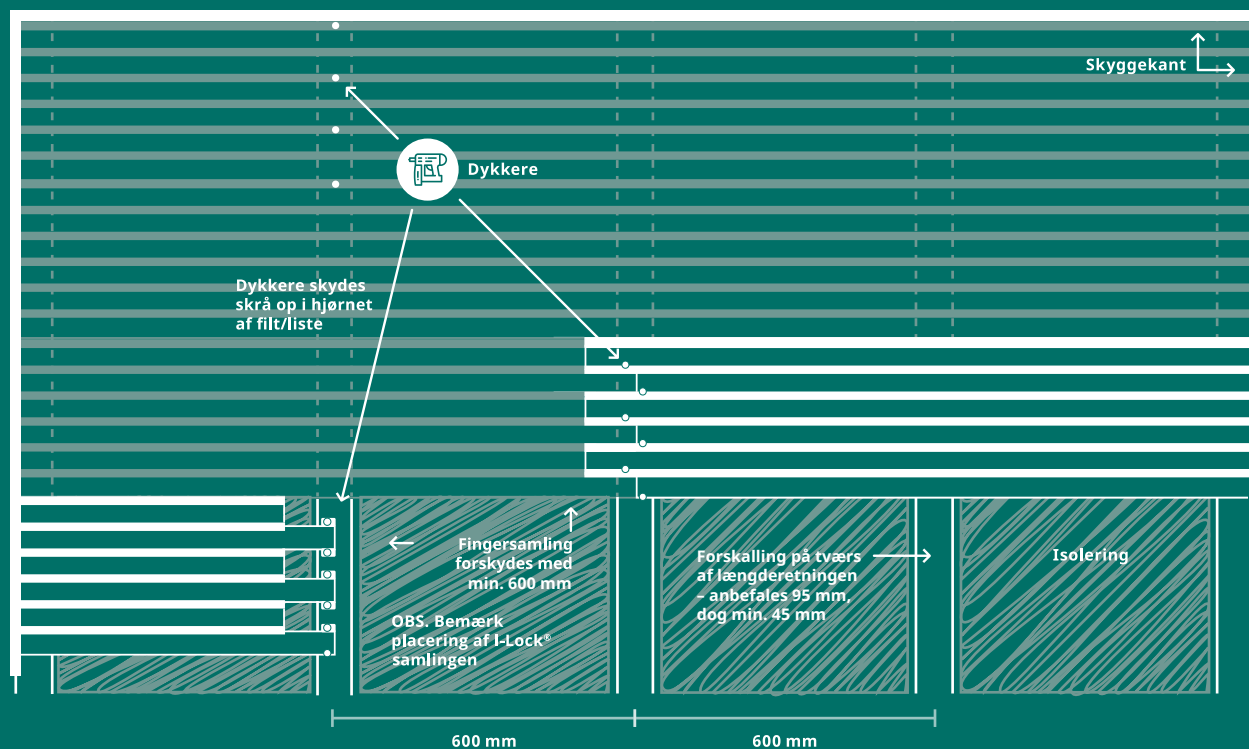 Skyggekant
Dykkere
Dykkere skydes
skrå op i hjørnet
af filt/liste
Fingersamling
forskydes med
min. 600 mm
OBS. Bemærk
placering af I-Lock®
samlingen
Forskalling på tværs
af længderetningen
– anbefales 95 mm,
dog min. 45 mm
Isolering
600 mm
600 mm